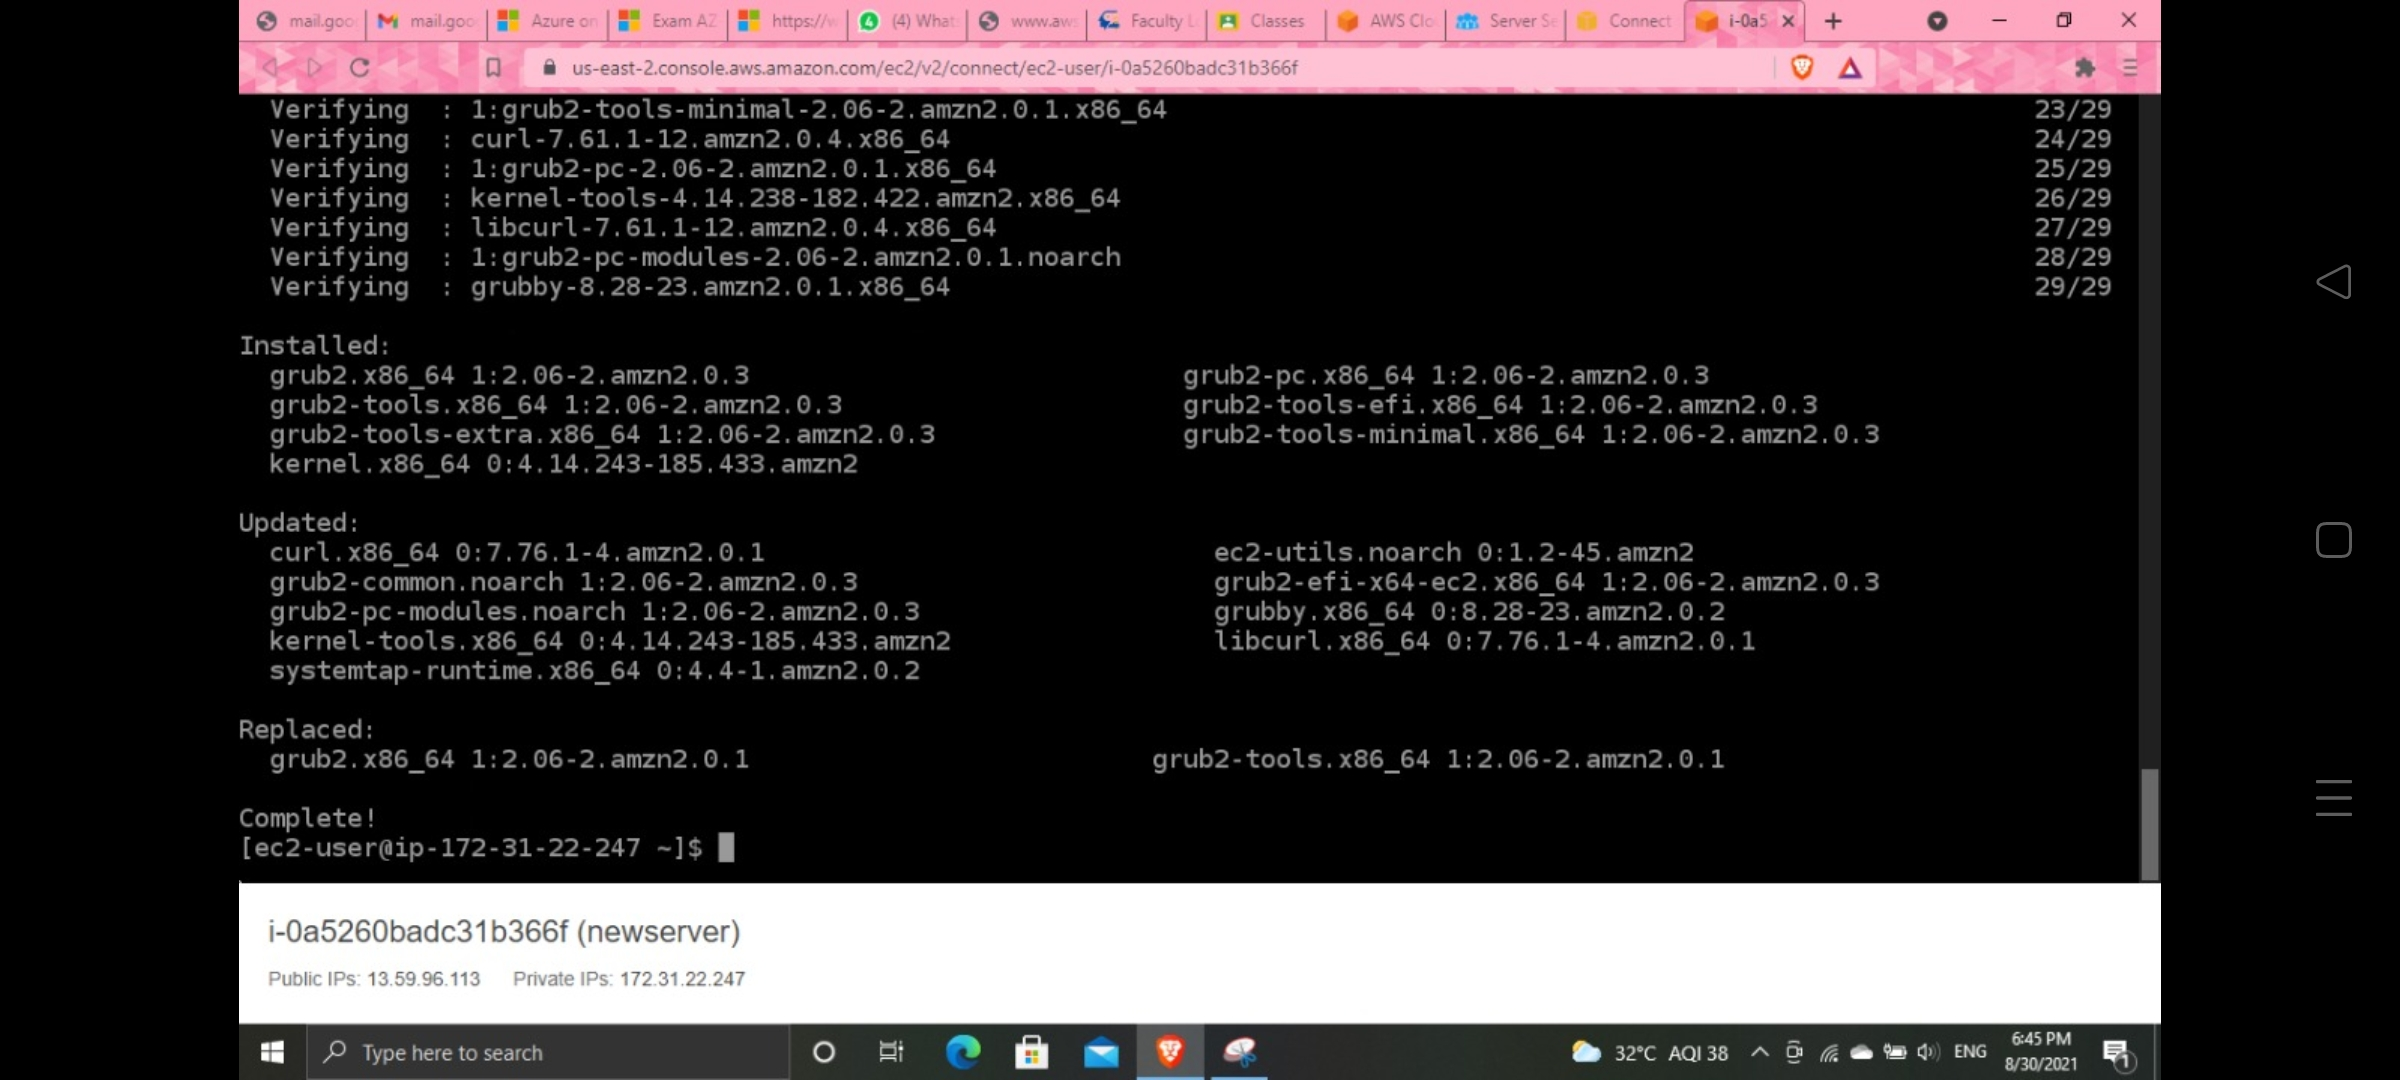 mail.goo mail.goo Azure on Exam AZ https://w (4) What www.aw Faculty L Classes AWS Clo Server Se Connect i-0a5
us-east-2.console.aws.amazon.com/ec2/v2/connect/ec2-user/i-0a5260badc31b366f
Verifying : 1:grub2-tools-minimal-2.06-2.amzn2.0.1.x86_64 23/29
Verifying : curl-7.61.1-12.amzn2.0.4.x86_64 24/29
Verifying : 1:grub2-pc-2.06-2.amzn2.0.1.x86_64 25/29
Verifying : kernel-tools-4.14.238-182.422.amzn2.x86_64 26/29
Verifying : libcurl-7.61.1-12.amzn2.0.4.x86_64 27/29
Verifying : 1:grub2-pc-modules-2.06-2.amzn2.0.1.noarch 28/29
Verifying : grubby-8.28-23.amzn2.0.1.x86_64 29/29
Installed:
grub2.x86_64 1:2.06-2.amzn2.0.3 grub2-pc.x86_64 1:2.06-2.amzn2.0.3
grub2-tools.x86_64 1:2.06-2.amzn2.0.3 grub2-tools-efi.x86_64 1:2.06-2.amzn2.0.3
grub2-tools-extra.x86_64 1:2.06-2.amzn2.0.3 grub2-tools-minimal.x86_64 1:2.06-2.amzn2.0.3
kernel.x86_64 0:4.14.243-185.433.amzn2
Updated:
curl.x86_64 0:7.76.1-4.amzn2.0.1 ec2-utils.noarch 0:1.2-45.amzn2
grub2-common.noarch 1:2.06-2.amzn2.0.3 grub2-efi-x64-ec2.x86_64 1:2.06-2.amzn2.0.3
grub2-pc-modules.noarch 1:2.06-2.amzn2.0.3 grubby.x86_64 0:8.28-23.amzn2.0.2
kernel-tools.x86_64 0:4.14.243-185.433.amzn2 libcurl.x86_64 0:7.76.1-4.amzn2.0.1
systemtap-runtime.x86_64 0:4.4-1.amzn2.0.2
Replaced:
grub2.x86_64 1:2.06-2.amzn2.0.1 grub2-tools.x86_64 1:2.06-2.amzn2.0.1
Complete!
[ec2-user@ip-172-31-22-247 ~]$
i-0a5260badc31b366f (newserver)
Public IPs: 13.59.96.113 Private IPs: 172.31.22.247
Type here to search 32°C AQI 38 ENG 6:45 PM
8/30/2021 1